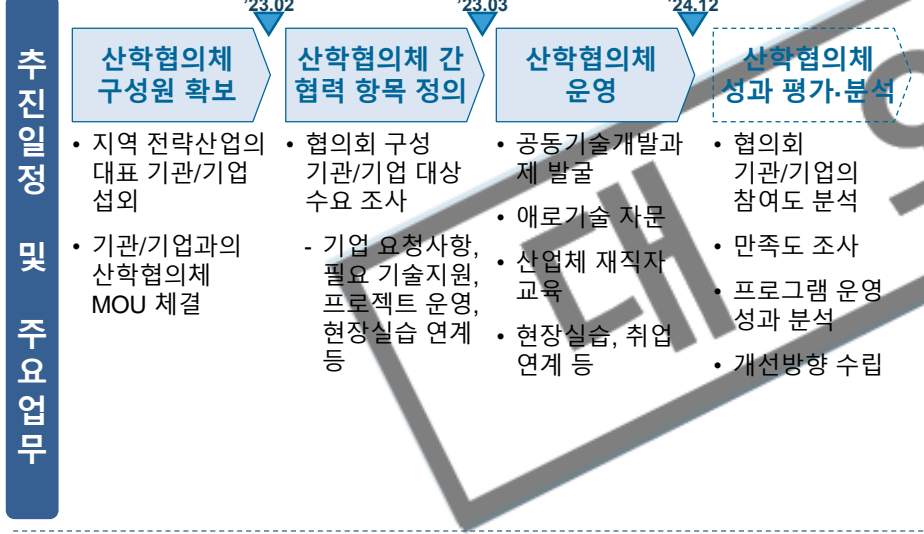 '23.02
'23.03
'24.12
추진일정 및 주요업무
산학협의체
구성원 확보
산학협의체 간
협력 항목 정의
산학협의체
운영
산학협의체
성과 평가·분석
• 지역 전략산업의
대표 기관/기업
섭외
• 기관/기업과의
산학협의체
MOU 체결
• 협의회 구성
기관/기업 대상
수요 조사
- 기업 요청사항,
필요 기술지원,
프로젝트 운영,
현장실습 연계
등
• 공동기술개발과
제 발굴
• 애로기술 자문
• 산업체 재직자
교육
• 현장실습, 취업
연계 등
• 협의회
기관/기업의
참여도 분석
• 만족도 조사
• 프로그램 운영
성과 분석
• 개선방향 수립
대